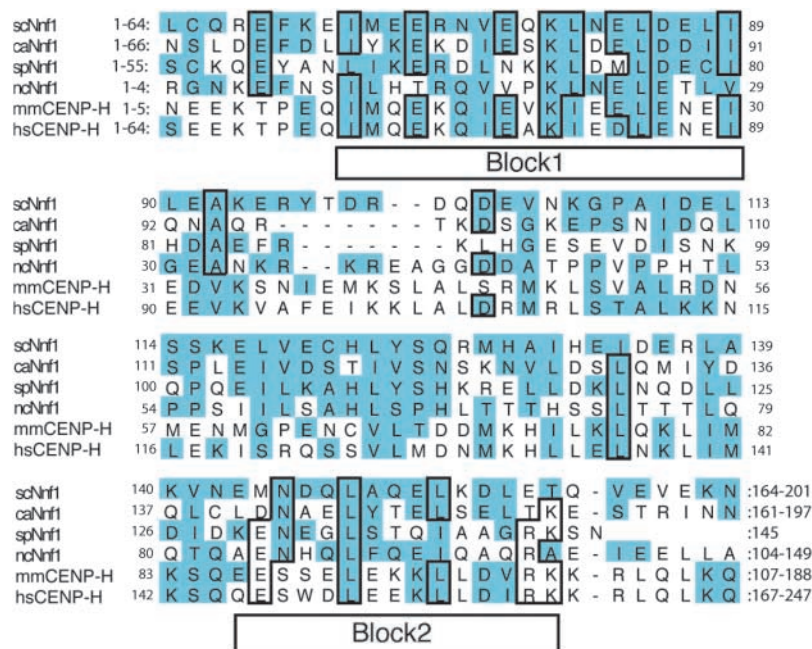 scNnf1 1-64: L C Q R E F K E I M E E R N V E Q K L N E L D E L I 89
caNnf1 1-66: N S L D E F D L I Y K E K D I E S K L D E L D D I I 91
spNnf1 1-55: S C K Q E Y A N L I K E R D L N K K L D M L D E C I 80
ncNnf1 1-4: R G N K E F N S I L H T R Q V V P K L N E L E T L V 29
mmCENP-H 1-5: N E E K T P E Q I M Q E K Q I E V K I E E L E N E I 30
hsCENP-H 1-64: S E E K T P E Q I M Q E K Q I E A K I E D L E N E I 89
Block1
scNnf1 90 L E A K E R Y T D R - - D Q D E V N K G P A I D E L 113
caNnf1 92 Q N A Q R - - - - - - - T K D S G K E P S N I D Q L 110
spNnf1 81 H D A E F R - - - - - - - K L H G E S E V D I S N K 99
ncNnf1 30 G E A N K R - - K R E A G G D D A T P P V P P H T L 53
mmCENP-H 31 E D V K S N I E M K S L A L S R M K L S V A L R D N 56
hsCENP-H 90 E E V K V A F E I K K L A L D R M R L S T A L K K N 115
scNnf1 114 S S K E L V E C H L Y S Q R M H A I H E I D E R L A 139
caNnf1 111 S P L E I V D S T I V S N S K N V L D S L Q M I Y D 136
spNnf1 100 Q P Q E I L K A H L Y S H K R E L L D K L N Q D L L 125
ncNnf1 54 P P S I I L S A H L S P H L T T T H S S L T T T L Q 79
mmCENP-H 57 M E N M G P E N C V L T D D M K H I L K L Q K L I M 82
hsCENP-H 116 L E K I S R Q S S V L M D N M K H L L E L N K L I M 141
scNnf1 140 K V N E M N D Q L A Q E L K D L E T Q - V E V E K N :164-201
caNnf1 137 Q L C L D N A E L Y T E L S E L T K E - S T R I N N :161-197
spNnf1 126 D I D K E N E G L S T Q I A A G R K S N :145
ncNnf1 80 Q T Q A E N H Q L F Q E I Q A Q R A E - I E E L L A :104-149
mmCENP-H 83 K S Q E E S S E L E K K L L D V R K K - R L Q L K Q :107-188
hsCENP-H 142 K S Q Q E S W D L E E K L L D I R K K - R L Q L K Q :167-247
Block2